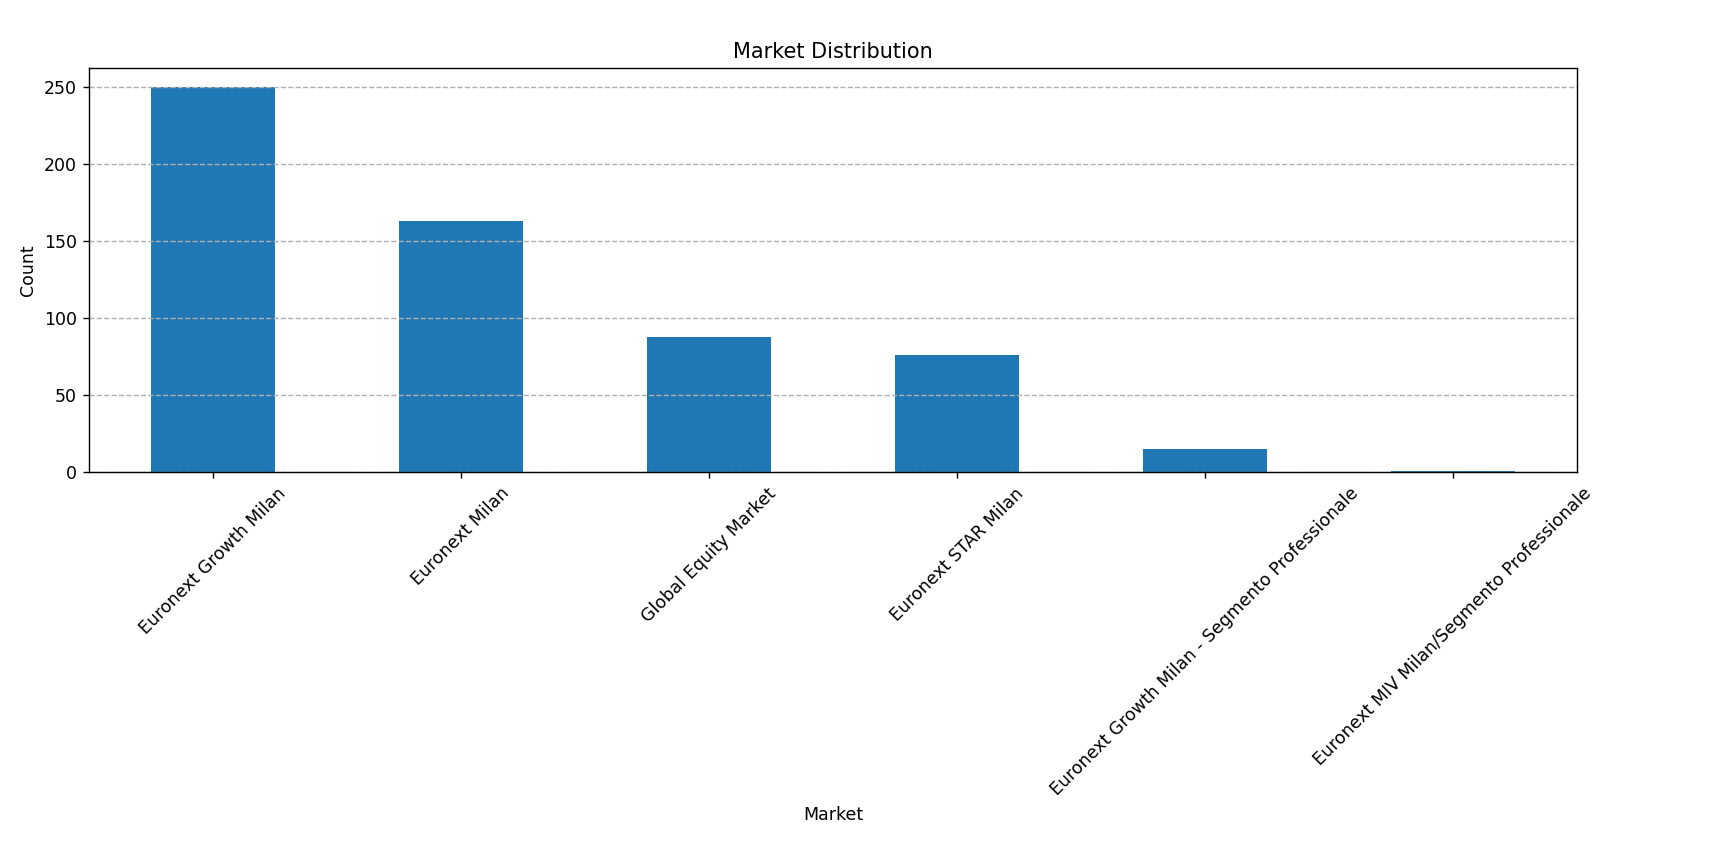 Market Distribution
250
200
150
100
50
0
Count
Euronext Growth Milan
Euronext Milan
Global Equity Market
Euronext STAR Milan
Euronext Growth Milan - Segmento Professionale
Euronext MIV Milan/Segmento Professionale
Market